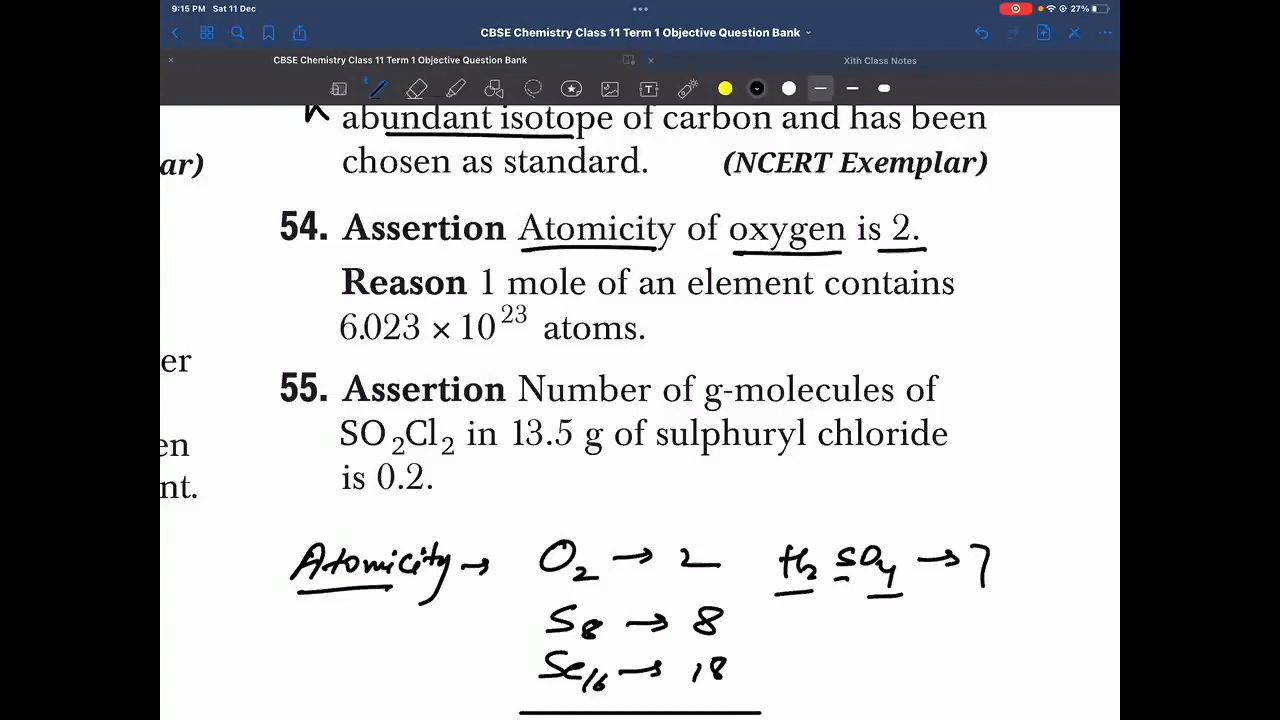 9:15 PM Sat 11 Dec
27%
CBSE Chemistry Class 11 Term 1 Objective Question Bank
CBSE Chemistry Class 11 Term 1 Objective Question Bank
Xith Class Notes
abundant isotope of carbon and has been
ar) chosen as standard. (NCERT Exemplar)
54. Assertion Atomicity of oxygen is 2.
Reason 1 mole of an element contains
6.023 × 10²³ atoms.
er
55. Assertion Number of g-molecules of
en SO₂Cl₂ in 13.5 g of sulphuryl chloride
nt. is 0.2.
Atomicity → O₂ → 2 H₂SO₄ → 7
S₈ → 8
Se₁₆ → 18